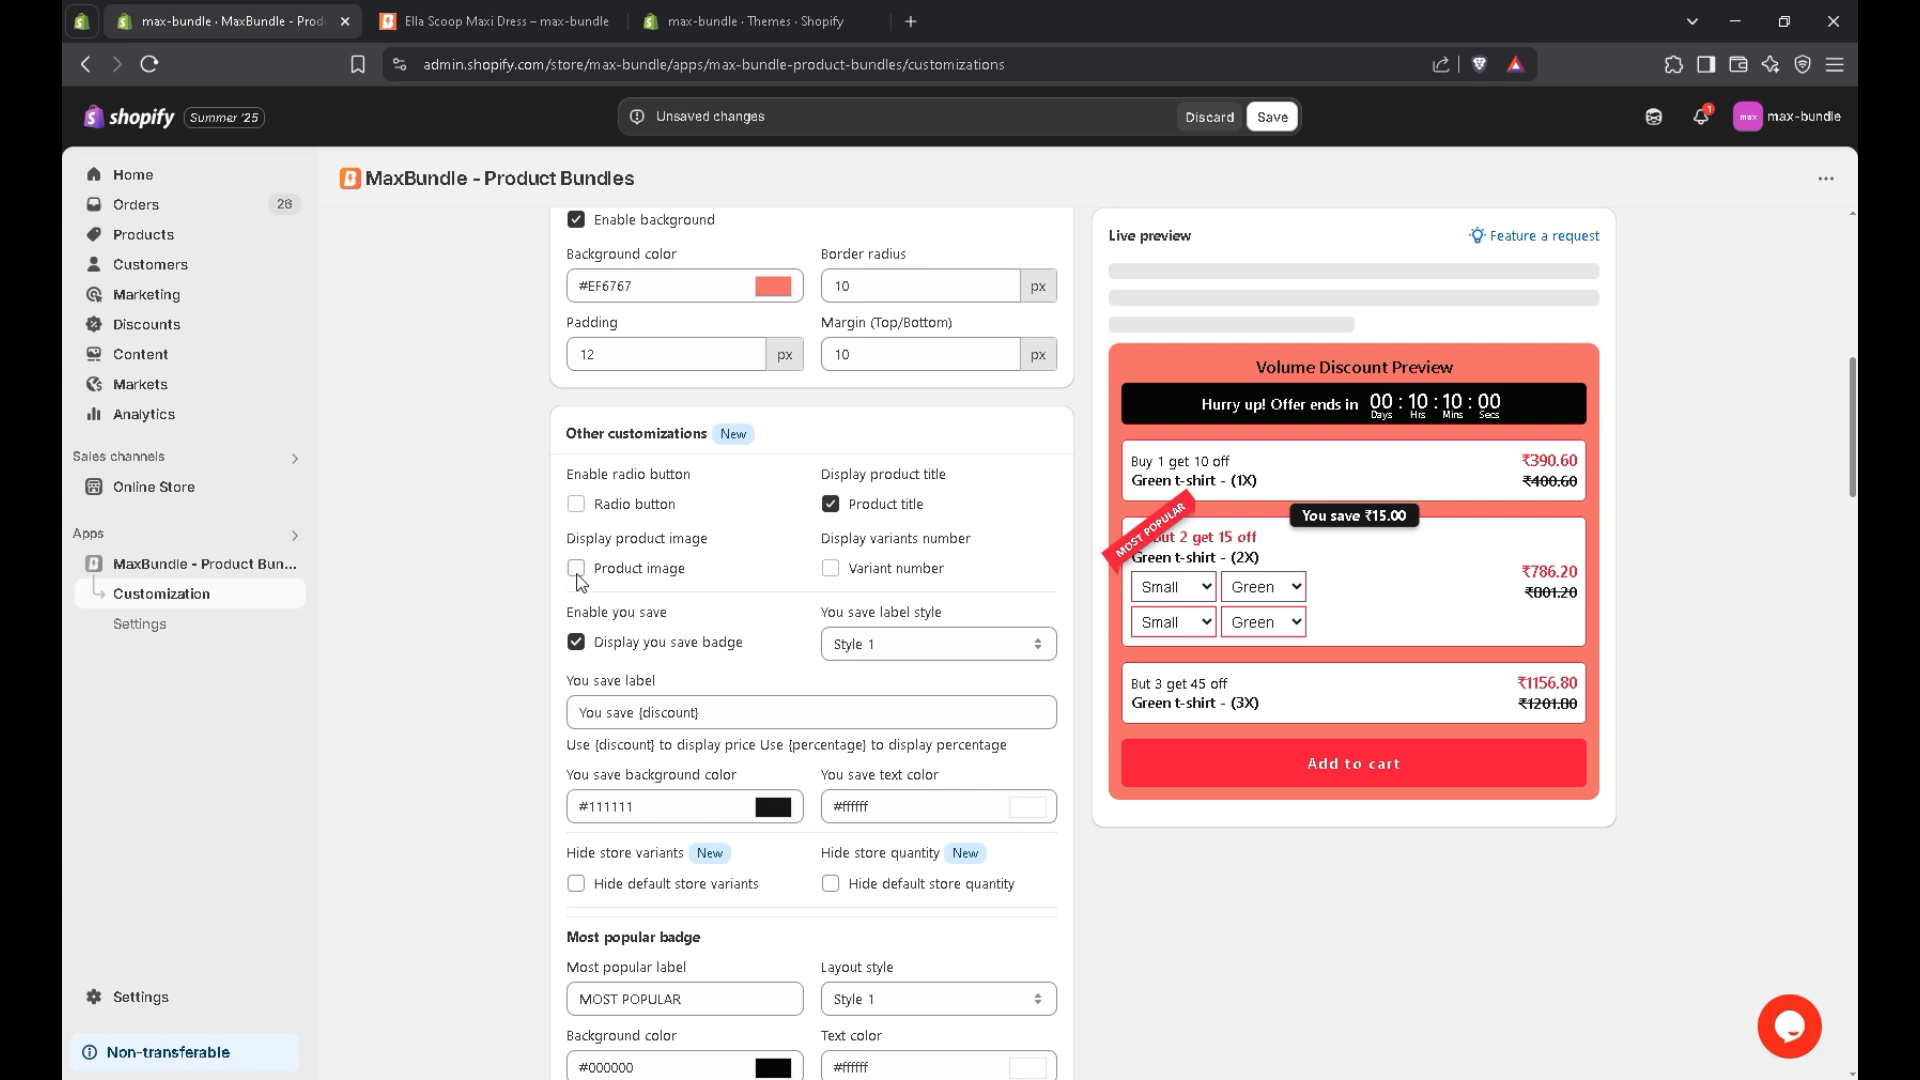 max-bundle · MaxBundle - Prod
Ella Scoop Maxi Dress – max-bundle
max-bundle · Themes · Shopify
admin.shopify.com/store/max-bundle/apps/max-bundle-product-bundles/customizations
shopify
Summer '25
Unsaved changes
Discard
Save
1
max
max-bundle
Home
Orders
26
Products
Customers
Marketing
Discounts
Content
Markets
Analytics
Sales channels
Online Store
Apps
MaxBundle - Product Bun...
Customization
Settings
Settings
Non-transferable
MaxBundle - Product Bundles
Enable background
Background color
Border radius
#EF6767
10
px
Padding
Margin (Top/Bottom)
12
px
10
px
Other customizations
New
Enable radio button
Display product title
Radio button
Product title
Display product image
Display variants number
Product image
Variant number
Enable you save
You save label style
Display you save badge
Style 1
You save label
You save {discount}
Use {discount} to display price Use {percentage} to display percentage
You save background color
You save text color
#111111
#ffffff
Hide store variants
New
Hide store quantity
New
Hide default store variants
Hide default store quantity
Most popular badge
Most popular label
Layout style
MOST POPULAR
Style 1
Background color
Text color
#000000
#ffffff
Live preview
Feature a request
Volume Discount Preview
Hurry up! Offer ends in
00 : 10 : 10 : 00
Days Hrs Mins Secs
Buy 1 get 10 off
₹390.60
Green t-shirt - (1X)
₹400.60
MOST POPULAR
You save ₹15.00
But 2 get 15 off
Green t-shirt - (2X)
₹786.20
₹801.20
Small
Green
Small
Green
But 3 get 45 off
₹1156.80
Green t-shirt - (3X)
₹1201.80
Add to cart